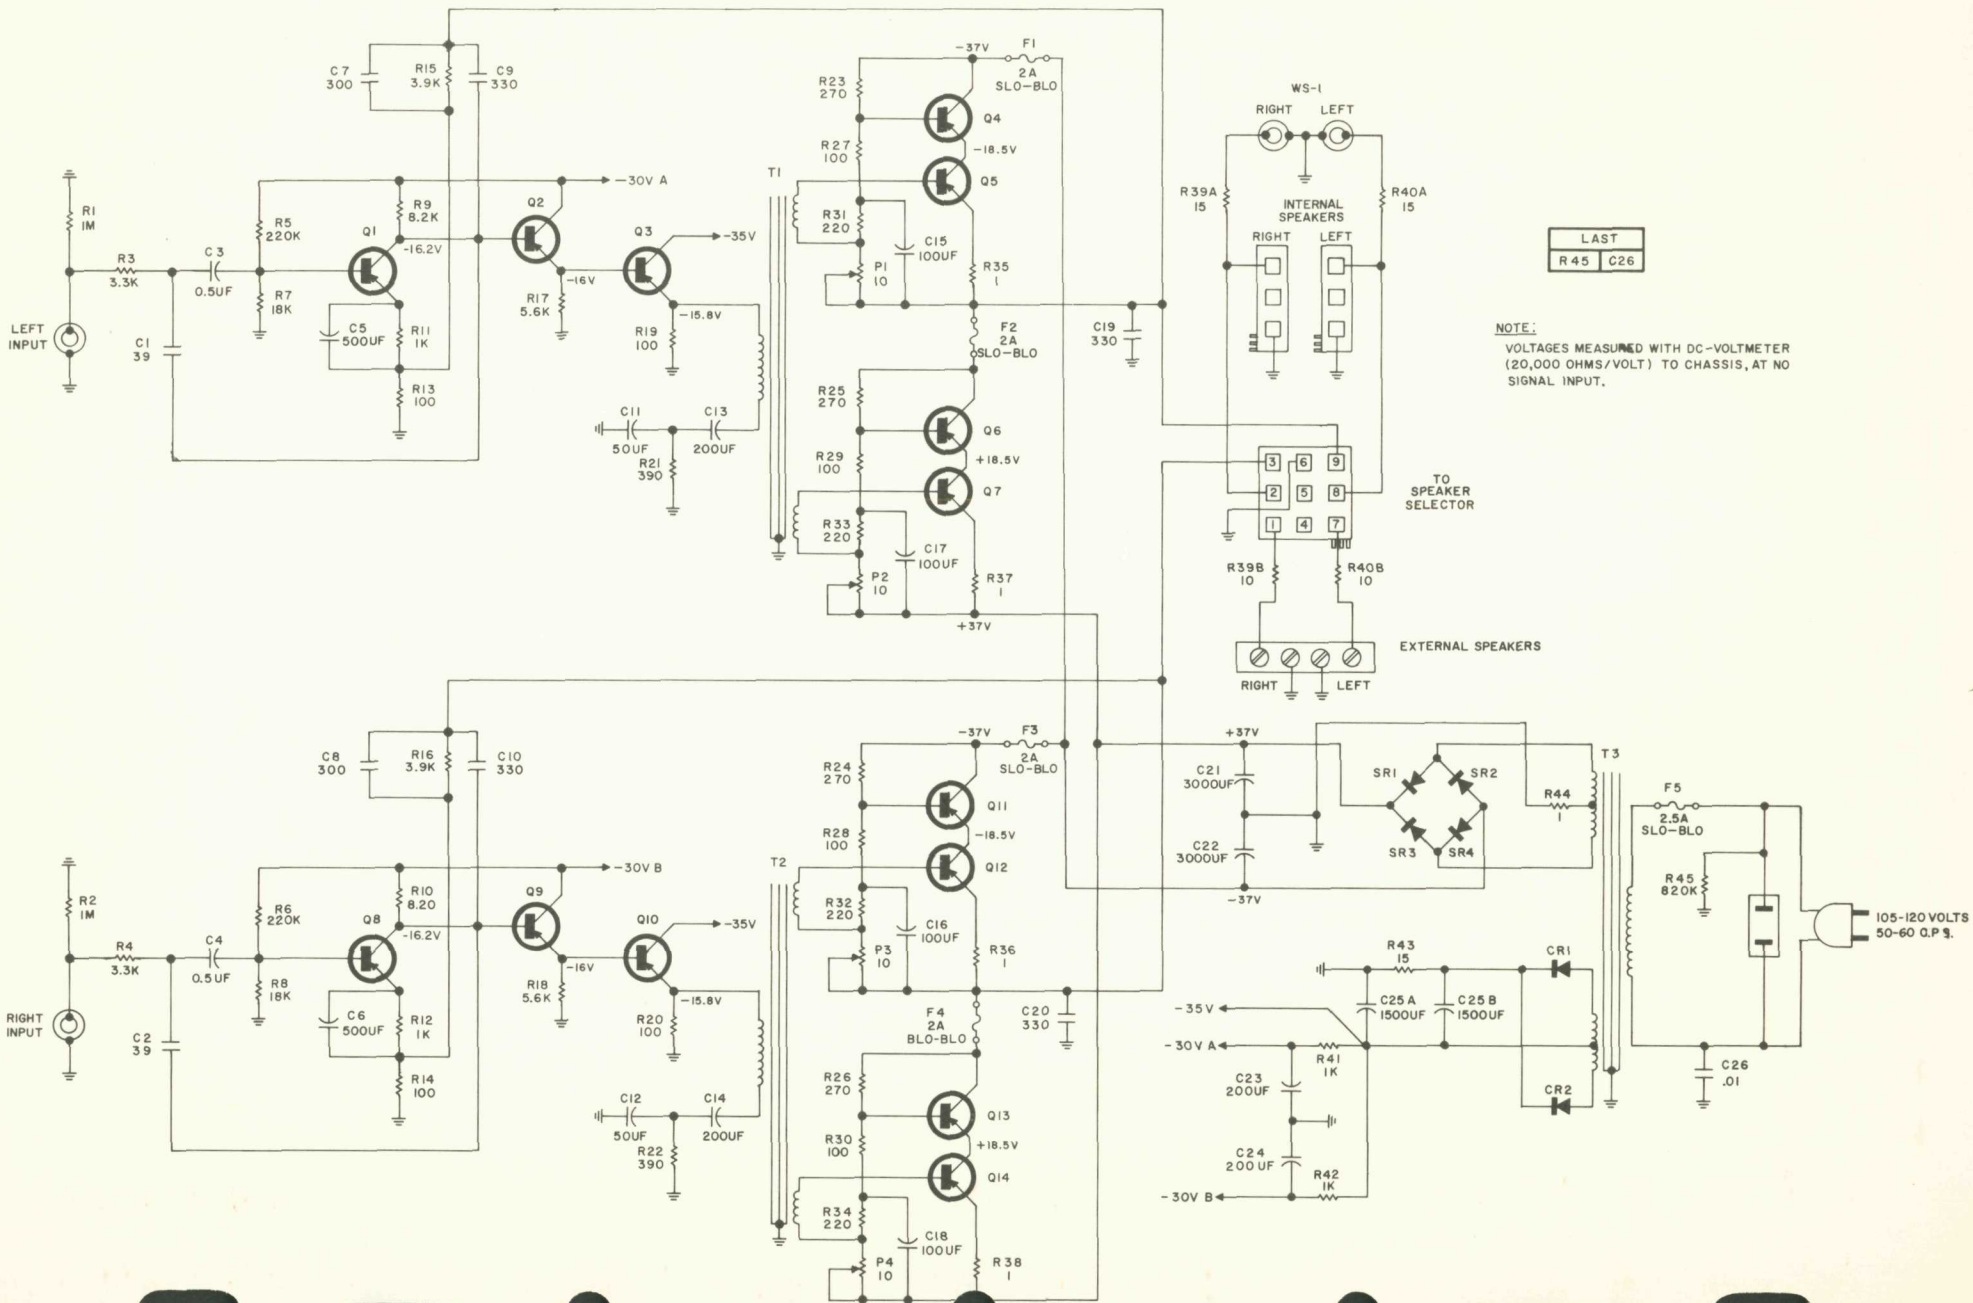 C7
300
R15
3.9K
C9
330
-37V
F1
2A
SLO-BLO
R23
270
Q4
-18.5V
R27
100
Q5
T1
R31
220
C15
100UF
P1
10
R35
1
WS-1
RIGHT
LEFT
R39A
15
R40A
15
INTERNAL
SPEAKERS
RIGHT
LEFT
LAST
R45
C26
NOTE:
VOLTAGES MEASURED WITH DC-VOLTMETER
(20,000 OHMS/VOLT) TO CHASSIS, AT NO
SIGNAL INPUT.
R1
1M
R3
3.3K
C3
0.5UF
R5
220K
R7
18K
Q1
R9
8.2K
-16.2V
-30V A
Q2
-16V
Q3
-35V
R17
5.6K
-15.8V
R19
100
LEFT
INPUT
C1
39
C5
500UF
R11
1K
R13
100
C11
50UF
C13
200UF
R21
390
F2
2A
SLO-BLO
C19
330
R25
270
Q6
+18.5V
R29
100
Q7
R33
220
C17
100UF
P2
10
R37
1
+37V
3
6
9
2
5
8
1
4
7
TO
SPEAKER
SELECTOR
R39B
10
R40B
10
EXTERNAL SPEAKERS
RIGHT
LEFT
C8
300
R16
3.9K
C10
330
-37V
F3
2A
SLO-BLO
R24
270
Q11
-18.5V
R28
100
Q12
T2
R32
220
C16
100UF
P3
10
R36
1
+37V
C21
3000UF
C22
3000UF
-37V
SR1
SR2
SR3
SR4
R44
1
T3
F5
2.5A
SLO-BLO
R45
820K
105-120 VOLTS
50-60 C.P.S.
R2
1M
R4
3.3K
C4
0.5UF
R6
220K
R8
18K
Q8
R10
8.20
-16.2V
-30V B
Q9
-16V
Q10
-35V
R18
5.6K
-15.8V
R20
100
RIGHT
INPUT
C2
39
C6
500UF
R12
1K
R14
100
C12
50UF
C14
200UF
R22
390
F4
2A
BLO-BLO
C20
330
R26
270
Q13
+18.5V
R30
100
Q14
R34
220
C18
100UF
P4
10
R38
1
R43
15
CR1
C25A
1500UF
C25B
1500UF
-35V
-30V A
R41
1K
C23
200UF
CR2
C24
200UF
R42
1K
-30V B
C26
.01